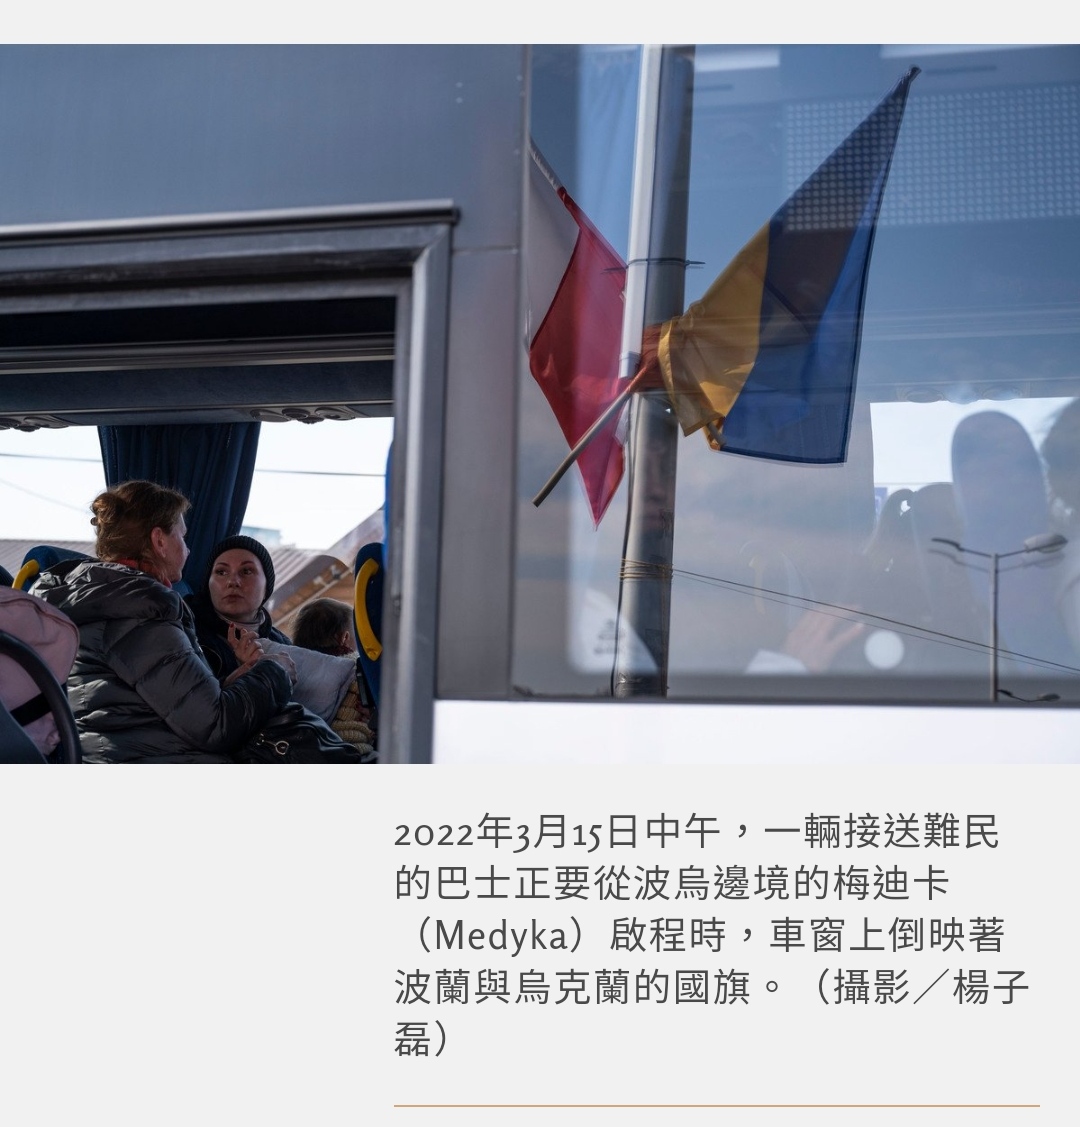 2022年3月15日中午，一輛接送難民
的巴士正要從波烏邊境的梅迪卡
（Medyka）啟程時，車窗上倒映著
波蘭與烏克蘭的國旗。（攝影／楊子
磊）